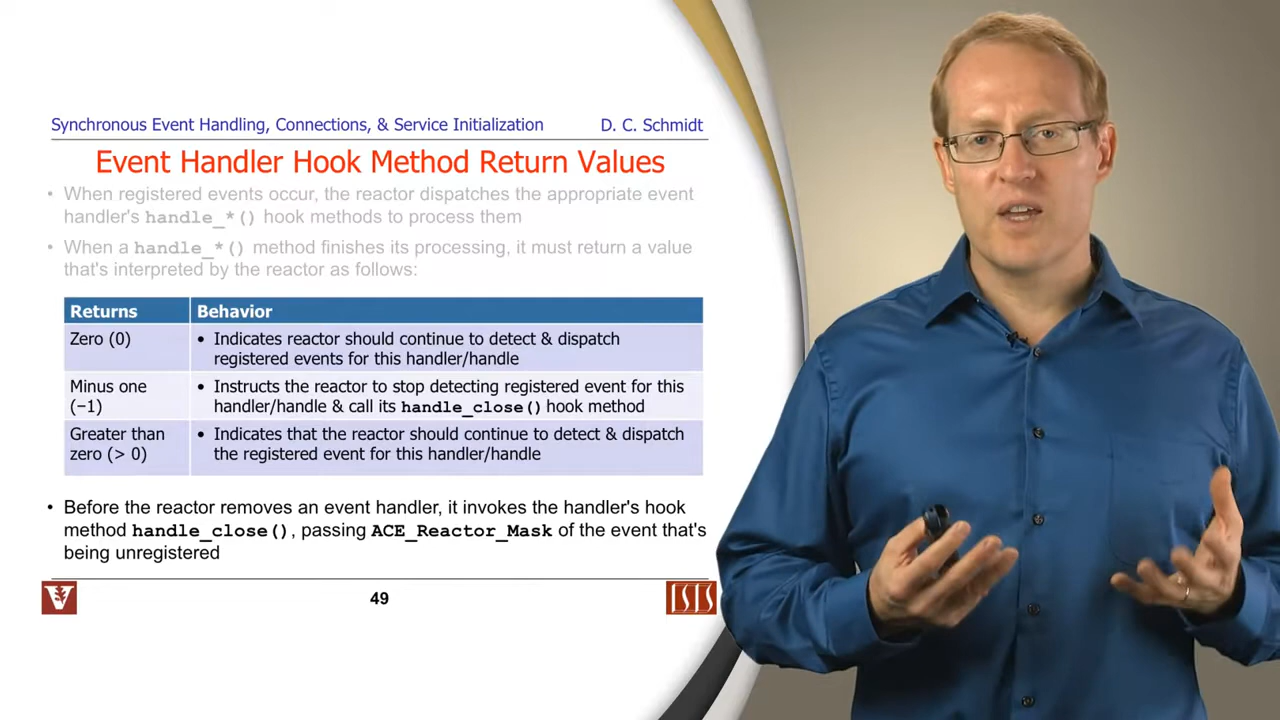 Synchronous Event Handling, Connections, & Service Initialization D. C. Schmidt
Event Handler Hook Method Return Values
• When registered events occur, the reactor dispatches the appropriate event
handler's handle_*() hook methods to process them
• When a handle_*() method finishes its processing, it must return a value
that's interpreted by the reactor as follows:
Returns Behavior
Zero (0) • Indicates reactor should continue to detect & dispatch
registered events for this handler/handle
Minus one • Instructs the reactor to stop detecting registered event for this
(−1) handler/handle & call its handle_close() hook method
Greater than • Indicates that the reactor should continue to detect & dispatch
zero (> 0) the registered event for this handler/handle
• Before the reactor removes an event handler, it invokes the handler's hook
method handle_close(), passing ACE_Reactor_Mask of the event that's
being unregistered
V 49 ISIS